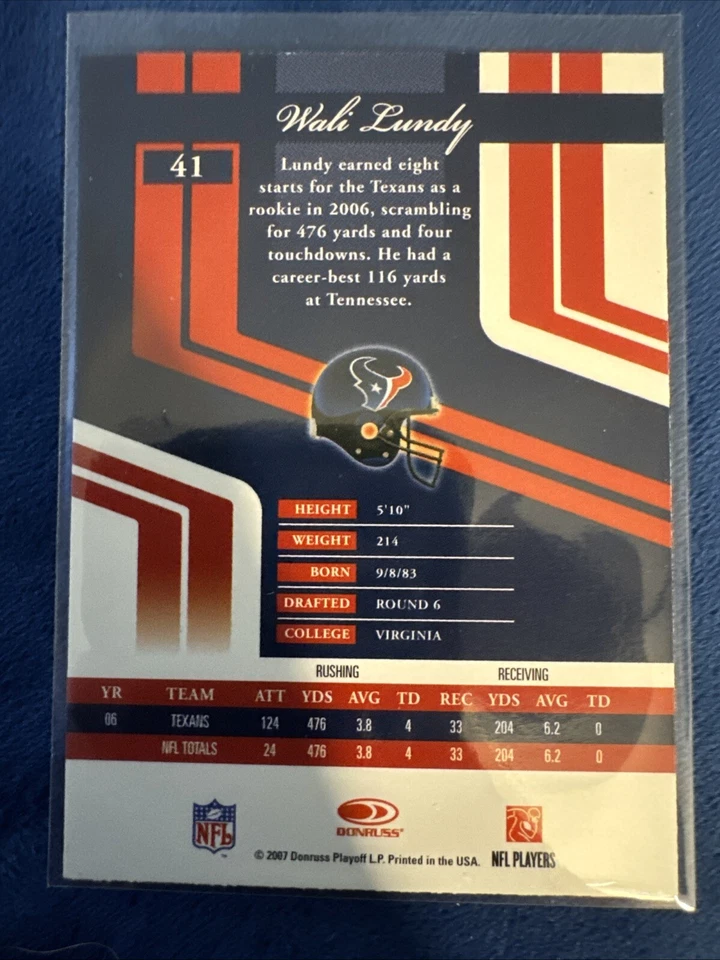 Wali Lundy
41
Lundy earned eight
starts for the Texans as a
rookie in 2006, scrambling
for 476 yards and four
touchdowns. He had a
career-best 116 yards
at Tennessee.
HEIGHT 5'10"
WEIGHT 214
BORN 9/8/83
DRAFTED ROUND 6
COLLEGE VIRGINIA
RUSHING RECEIVING
YR TEAM ATT YDS AVG TD REC YDS AVG TD
06 TEXANS 124 476 3.8 4 33 204 6.2 0
NFL TOTALS 24 476 3.8 4 33 204 6.2 0
NFL
DONRUSS
© 2007 Donruss Playoff L.P. Printed in the USA. NFL PLAYERS